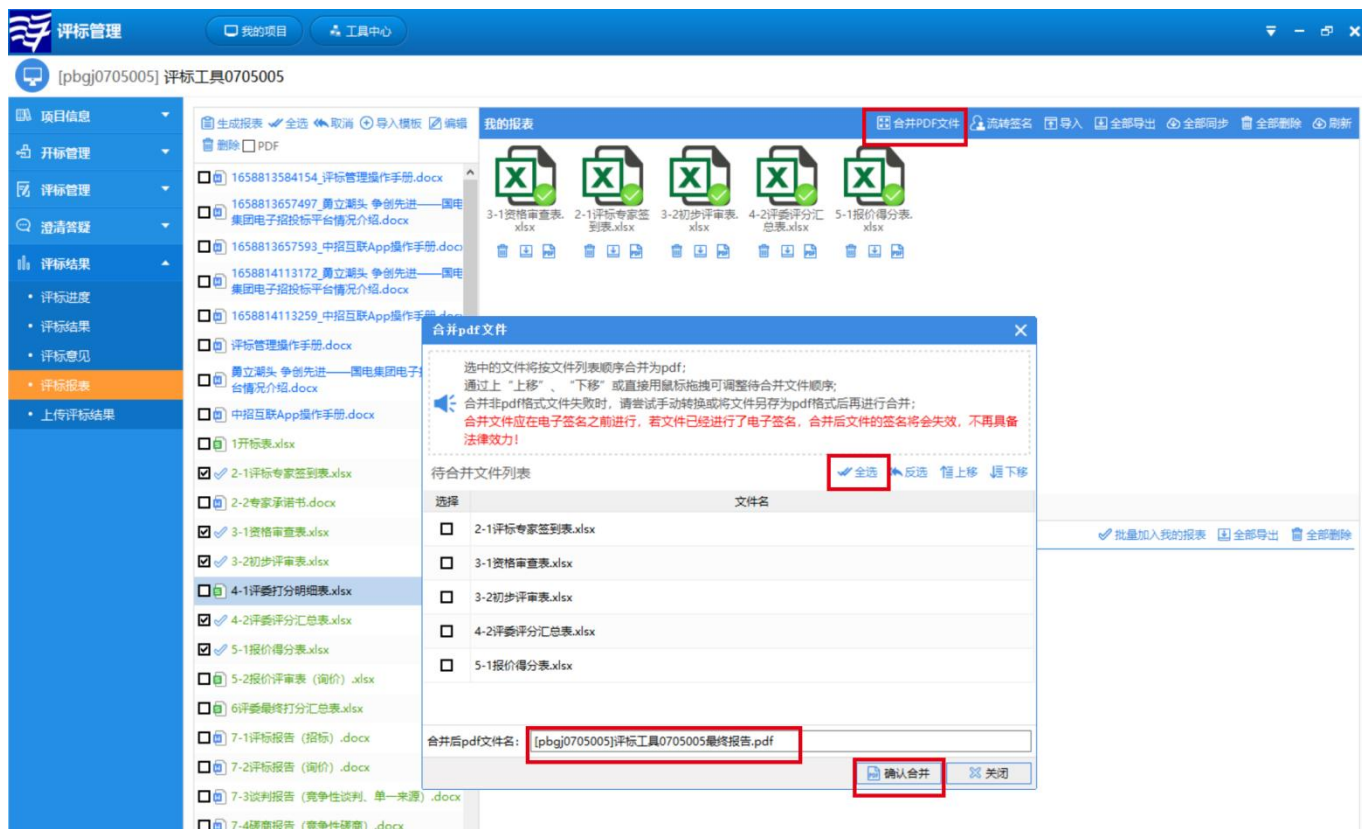 评标管理
我的项目
工具中心
[pbgj0705005] 评标工具0705005
项目信息
开标管理
评标管理
澄清答疑
评标结果
• 评标进度
• 评标结果
• 评标意见
• 评标报表
• 上传评标结果
生成报表 全选 取消 导入模板 编辑
删除 PDF
1658813584154_评标管理操作手册.docx
1658813657497_勇立潮头 争创先进——国电
集团电子招投标平台情况介绍.docx
1658813657593_中招互联App操作手册.doc
1658814113172_勇立潮头 争创先进——国电
集团电子招投标平台情况介绍.docx
1658814113259_中招互联App操作手
评标管理操作手册.docx
勇立潮头 争创先进——国电集团电子
台情况介绍.docx
中招互联App操作手册.docx
1开标表.xlsx
2-1评标专家签到表.xlsx
2-2专家承诺书.docx
3-1资格审查表.xlsx
3-2初步评审表.xlsx
4-1评委打分明细表.xlsx
4-2评委评分汇总表.xlsx
5-1报价得分表.xlsx
5-2报价评审表（询价）.xlsx
6评委最终打分汇总表.xlsx
7-1评标报告（招标）.docx
7-2评标报告（询价）.docx
7-3谈判报告（竞争性谈判、单一来源）.docx
7-4磋商报告（竞争性磋商）.docx
我的报表
合并PDF文件 流转签名 导入 全部导出 全部同步 全部删除 刷新
3-1资格审查表.
xlsx
2-1评标专家签
到表.xlsx
3-2初步评审表.
xlsx
4-2评委评分汇
总表.xlsx
5-1报价得分表.
xlsx
合并pdf文件
选中的文件将按文件列表顺序合并为pdf；
通过上“上移”、“下移”或直接用鼠标拖拽可调整待合并文件顺序;
合并非pdf格式文件失败时，请尝试手动转换或将文件另存为pdf格式后再进行合并；
合并文件应在电子签名之前进行，若文件已经进行了电子签名，合并后文件的签名将会失效，不再具备
法律效力！
待合并文件列表
全选 反选 上移 下移
选择 文件名
2-1评标专家签到表.xlsx
3-1资格审查表.xlsx
3-2初步评审表.xlsx
4-2评委评分汇总表.xlsx
5-1报价得分表.xlsx
合并后pdf文件名： [pbgj0705005]评标工具0705005最终报告.pdf
确认合并 关闭
批量加入我的报表 全部导出 全部删除